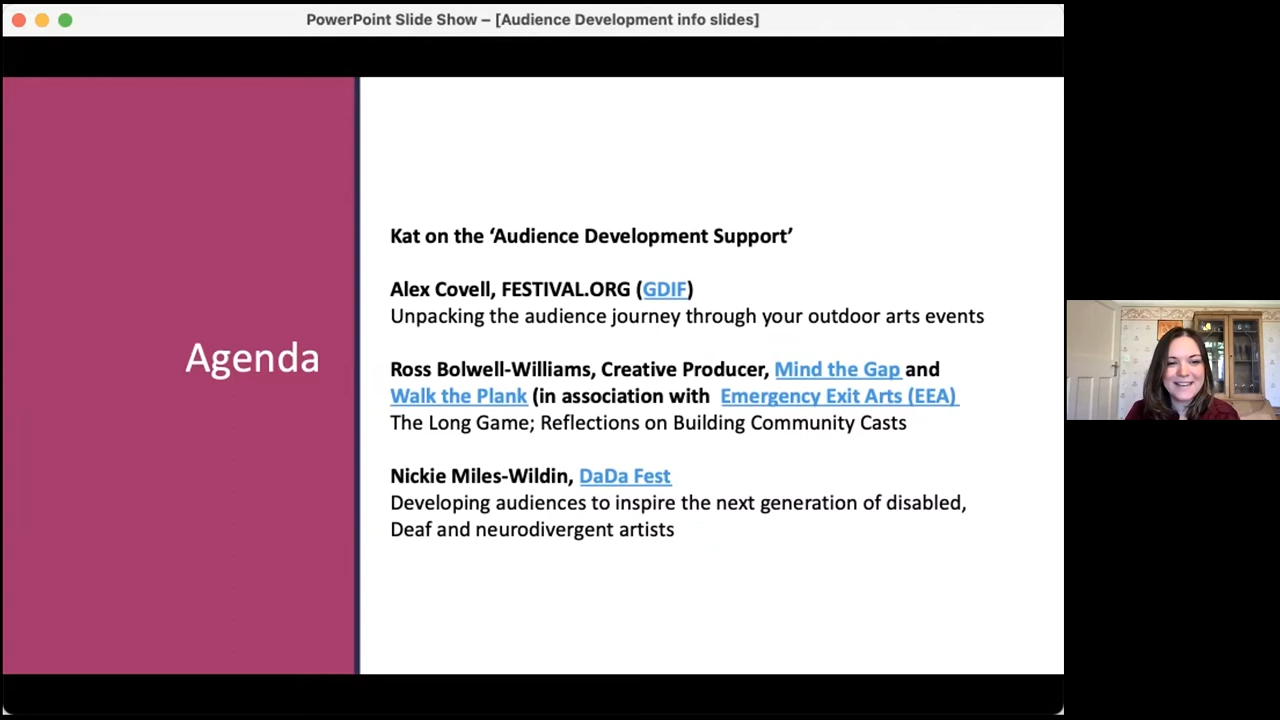 PowerPoint Slide Show – [Audience Development info slides]
Agenda
Kat on the ‘Audience Development Support’
Alex Covell, FESTIVAL.ORG (GDIF)
Unpacking the audience journey through your outdoor arts events
Ross Bolwell-Williams, Creative Producer, Mind the Gap and
Walk the Plank (in association with Emergency Exit Arts (EEA)
The Long Game; Reflections on Building Community Casts
Nickie Miles-Wildin, DaDa Fest
Developing audiences to inspire the next generation of disabled,
Deaf and neurodivergent artists